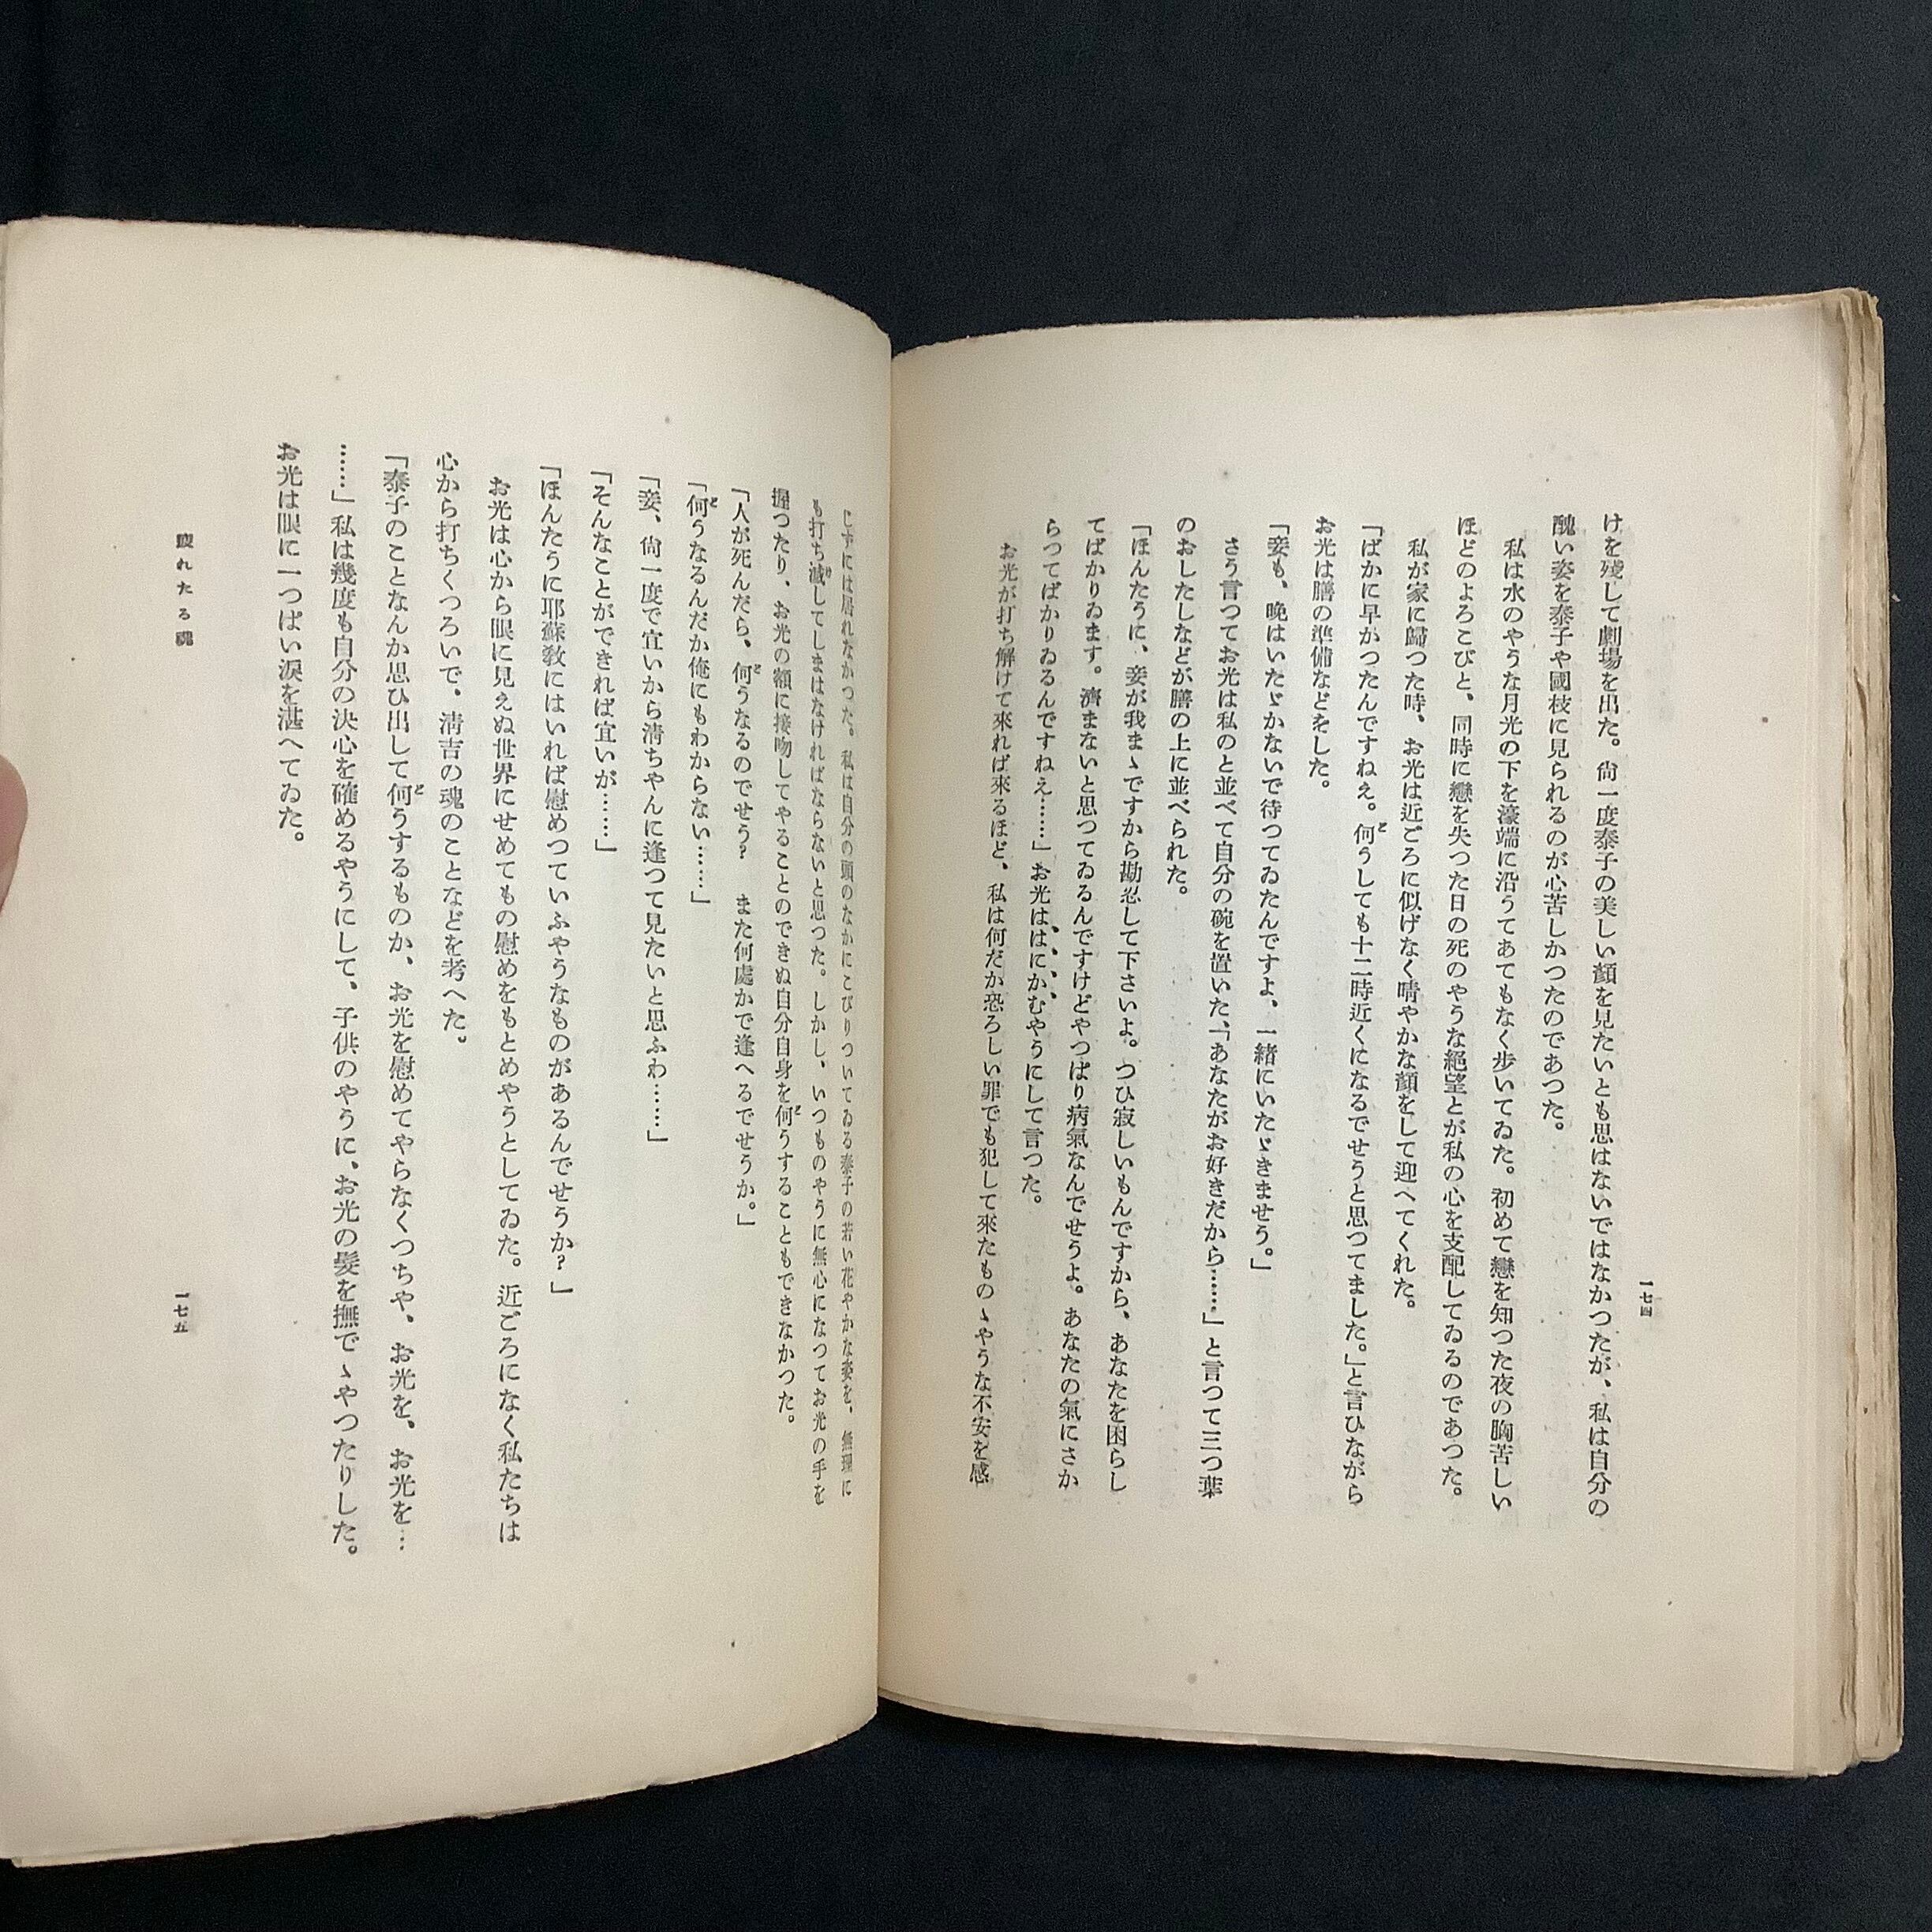 一七四
けを残して劇場を出た。尙一度泰子の美しい顏を見たいとも思はないではなかつたが、私は自分の
醜い姿を泰子や國枝に見られるのが心苦しかつたのであつた。
私は水のやうな月光の下を濠端に沿うてあてもなく歩いてゐた。初めて戀を知つた夜の胸苦しい
ほどのよろこびと、同時に戀を失つた日の死のやうな絕望とが私の心を支配してゐるのであつた。
私が家に歸つた時、お光は近ごろに似げなく晴やかな顏をして迎へてくれた。
「ばかに早かつたんですねえ。何うしても十二時近くになるでせうと思つてました。」と言ひながら
お光は膳の準備などをした。
「妾も、晚はいたゞかないで待つてゐたんですよ、一緒にいたゞきませう。」
さう言つてお光は私のと並べて自分の碗を置いた、「あなたがお好きだから……」と言つて三つ葉
のおしたしなどが膳の上に並べられた。
「ほんたうに、妾が我まゝですから勘忍して下さいよ。つひ寂しいもんですから、あなたを困らし
てばかりゐます。濟まないと思つてゐるんですけどやつぱり病氣なんでせうよ。あなたの氣にさか
らつてばかりゐるんですねえ……」お光ははにかむやうにして言つた。
お光が打ち解けて來れば來るほど、私は何だか恐ろしい罪でも犯して來たものゝやうな不安を感
じずには居れなかつた。私は自分の頭のなかにこびりついてゐる泰子の若い花やかな姿を、無理に
も打ち滅してしまはなければならないと思つた。しかし、いつものやうに無心になつてお光の手を
握つたり、お光の額に接吻してやることのできぬ自分自身を何うすることもできなかつた。
「人が死んだら、何うなるのでせう？　また何處かで逢へるでせうか。」
「何うなるんだか俺にもわからない……」
「妾、尙一度で宜いから淸ちやんに逢つて見たいと思ふわ……」
「そんなことができれば宜いが……」
「ほんたうに耶蘇敎にはいれば慰めつていふやうなものがあるんでせうか？」
お光は心から眼に見えぬ世界にせめてもの慰めをもとめやうとしてゐた。近ごろになく私たちは
心から打ちくつろいで、淸吉の魂のことなどを考へた。
「泰子のことなんか思ひ出して何うするものか、お光を慰めてやらなくつちや、お光を、お光を…
……」私は幾度も自分の決心を確めるやうにして、子供のやうに、お光の髮を撫でゝやつたりした。
お光は眼に一つぱい淚を湛へてゐた。
疲れたる魂
一七五